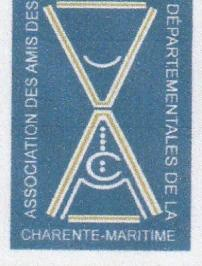 ASSOCIATION DES AMIS DES
DÉPARTEMENTALES DE LA
CHARENTE-MARITIME